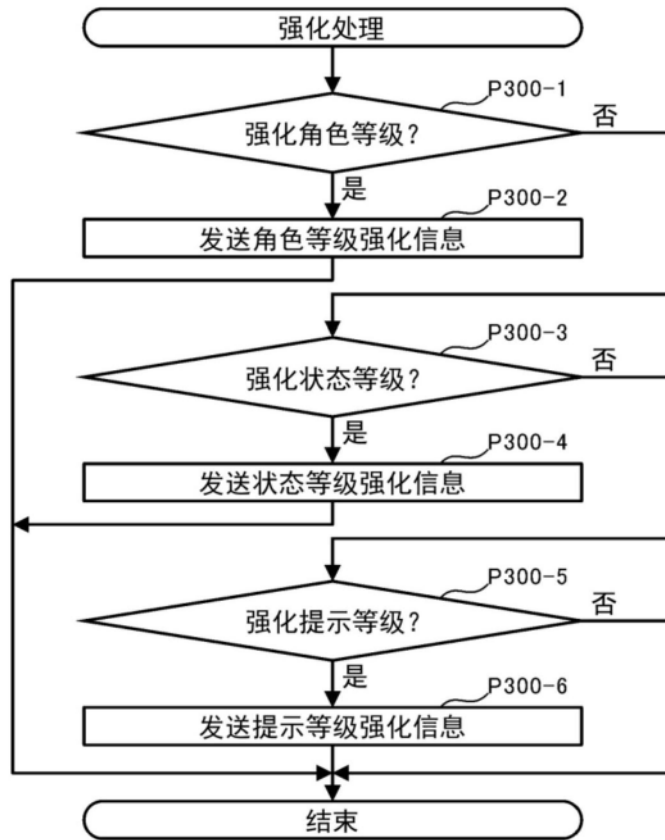 强化处理
P300-1
强化角色等级?
否
是
P300-2
发送角色等级强化信息
P300-3
强化状态等级?
否
是
P300-4
发送状态等级强化信息
P300-5
强化提示等级?
否
是
P300-6
发送提示等级强化信息
结束